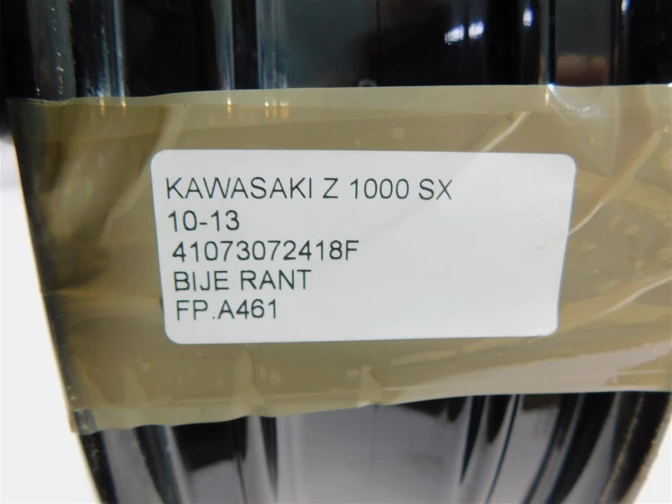 KAWASAKI Z 1000 SX
10-13
41073072418F
BIJE RANT
FP.A461